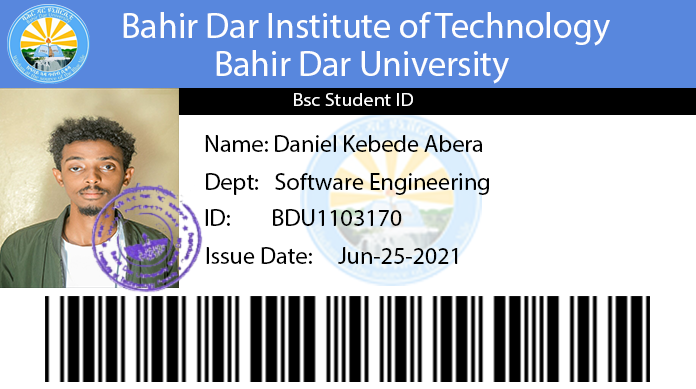 Bahir Dar Institute of Technology
Bahir Dar University
Bsc Student ID
Name: Daniel Kebede Abera
Dept: Software Engineering
ID: BDU1103170
Issue Date: Jun-25-2021